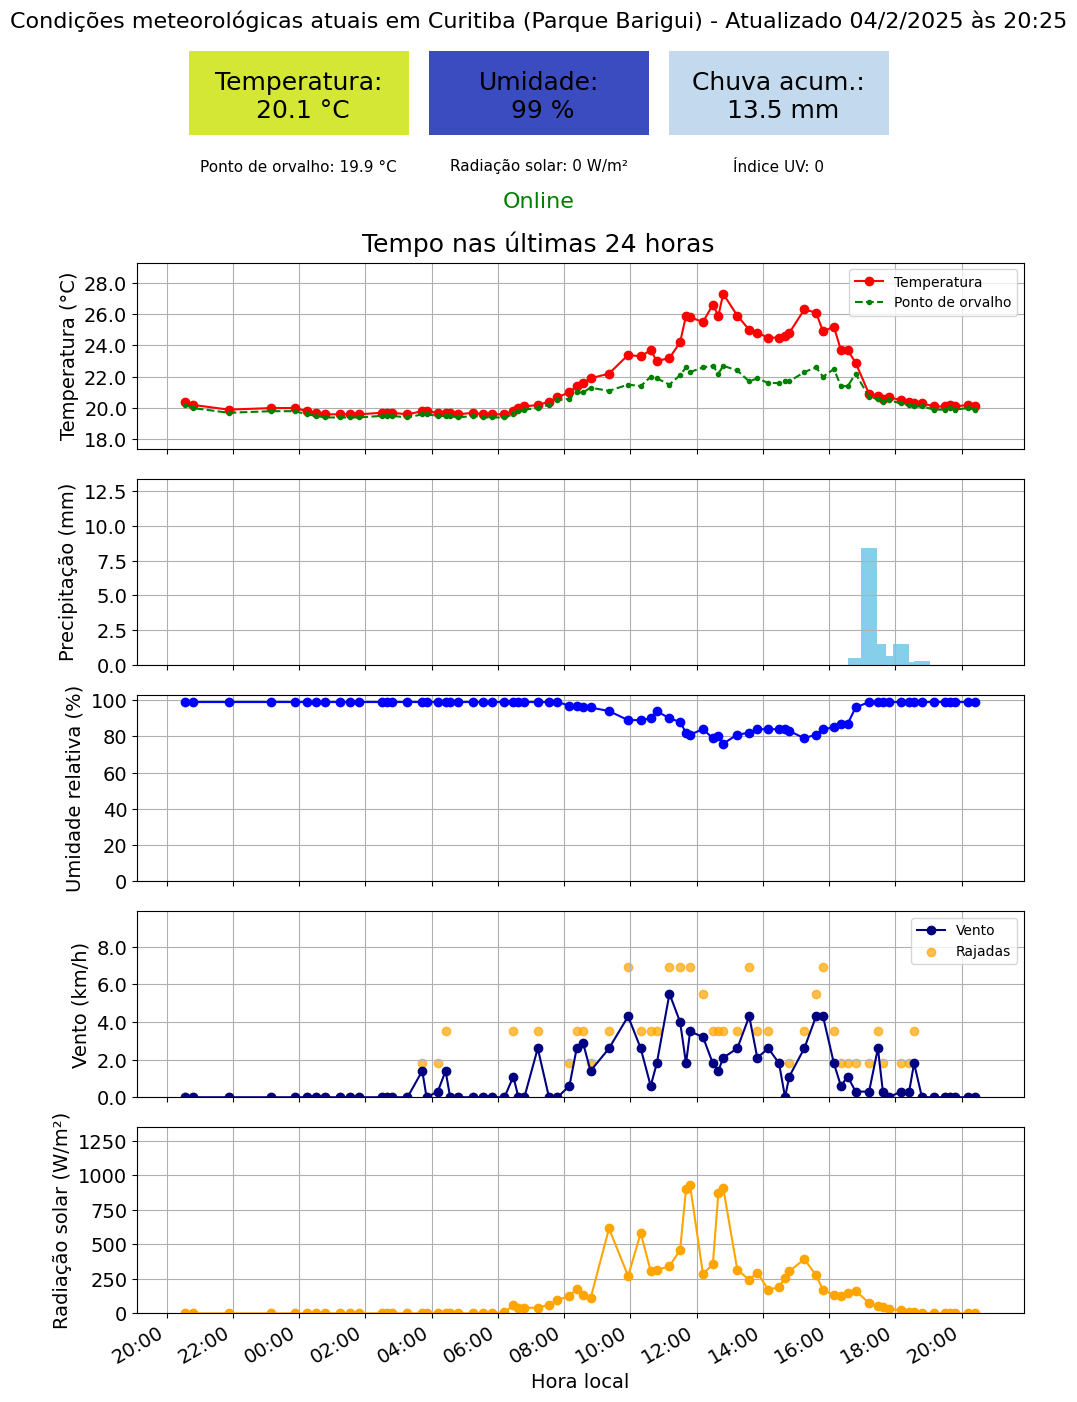 Condições meteorológicas atuais em Curitiba (Parque Barigui) - Atualizado 04/2/2025 às 20:25
Temperatura:
20.1 °C
Umidade:
99 %
Chuva acum.:
13.5 mm
Ponto de orvalho: 19.9 °C
Radiação solar: 0 W/m²
Índice UV: 0
Online
Tempo nas últimas 24 horas
Temperatura (°C)
28.0
26.0
24.0
22.0
20.0
18.0
Temperatura
Ponto de orvalho
Precipitação (mm)
12.5
10.0
7.5
5.0
2.5
0.0
Umidade relativa (%)
100
80
60
40
20
0
Vento (km/h)
8.0
6.0
4.0
2.0
0.0
Vento
Rajadas
Radiação solar (W/m²)
1250
1000
750
500
250
0
20:00
22:00
00:00
02:00
04:00
06:00
08:00
10:00
12:00
14:00
16:00
18:00
20:00
Hora local